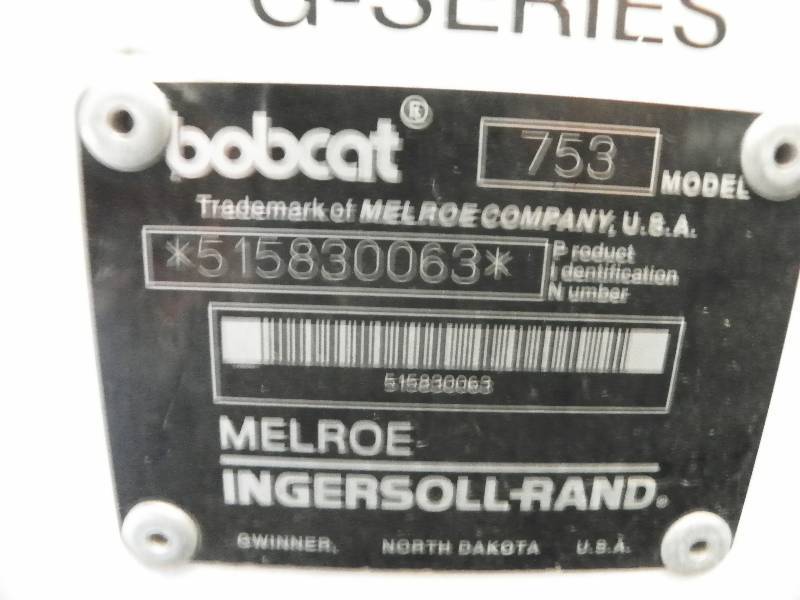 G-SERIES
bobcat ®
753 MODEL
Trademark of MELROE COMPANY, U.S.A.
*515830063* Product
Identification
Number
515830063
MELROE
INGERSOLL-RAND®
GWINNER, NORTH DAKOTA U.S.A.